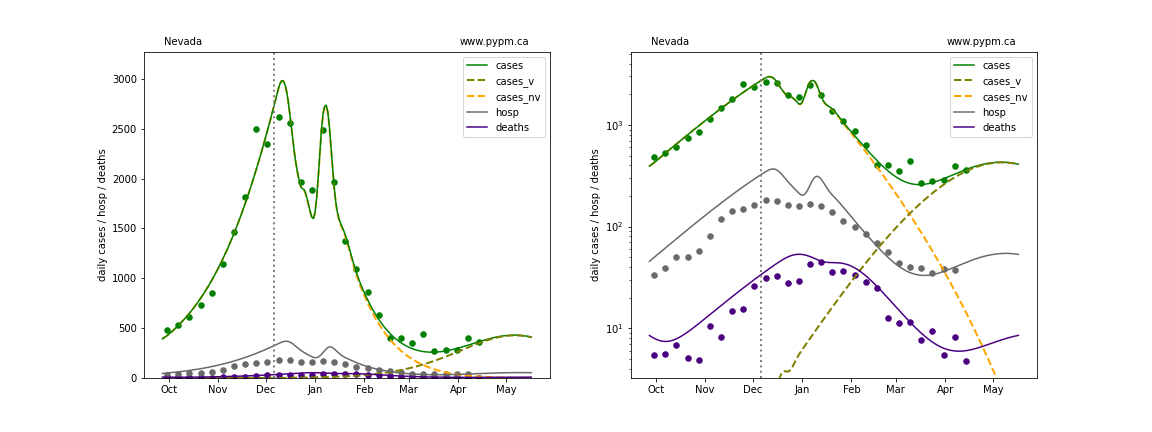 Nevada
www.pypm.ca
daily cases / hosp / deaths
3000
2500
2000
1500
1000
500
0
Oct
Nov
Dec
Jan
Feb
Mar
Apr
May
cases
cases_v
cases_nv
hosp
deaths
Nevada
www.pypm.ca
daily cases / hosp / deaths
10³
10²
10¹
Oct
Nov
Dec
Jan
Feb
Mar
Apr
May
cases
cases_v
cases_nv
hosp
deaths